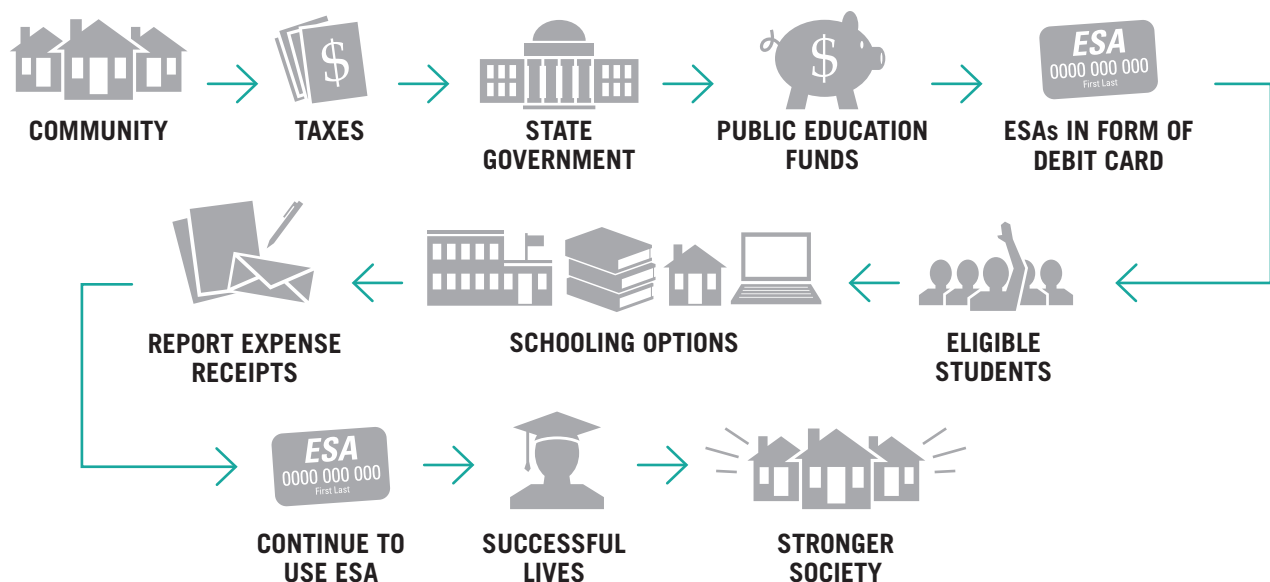 $
$
ESA
0000 000 000
First Last
COMMUNITY
TAXES
STATE
GOVERNMENT
PUBLIC EDUCATION
FUNDS
ESAs IN FORM OF
DEBIT CARD
REPORT EXPENSE
RECEIPTS
SCHOOLING OPTIONS
ELIGIBLE
STUDENTS
ESA
0000 000 000
First Last
CONTINUE TO
USE ESA
SUCCESSFUL
LIVES
STRONGER
SOCIETY